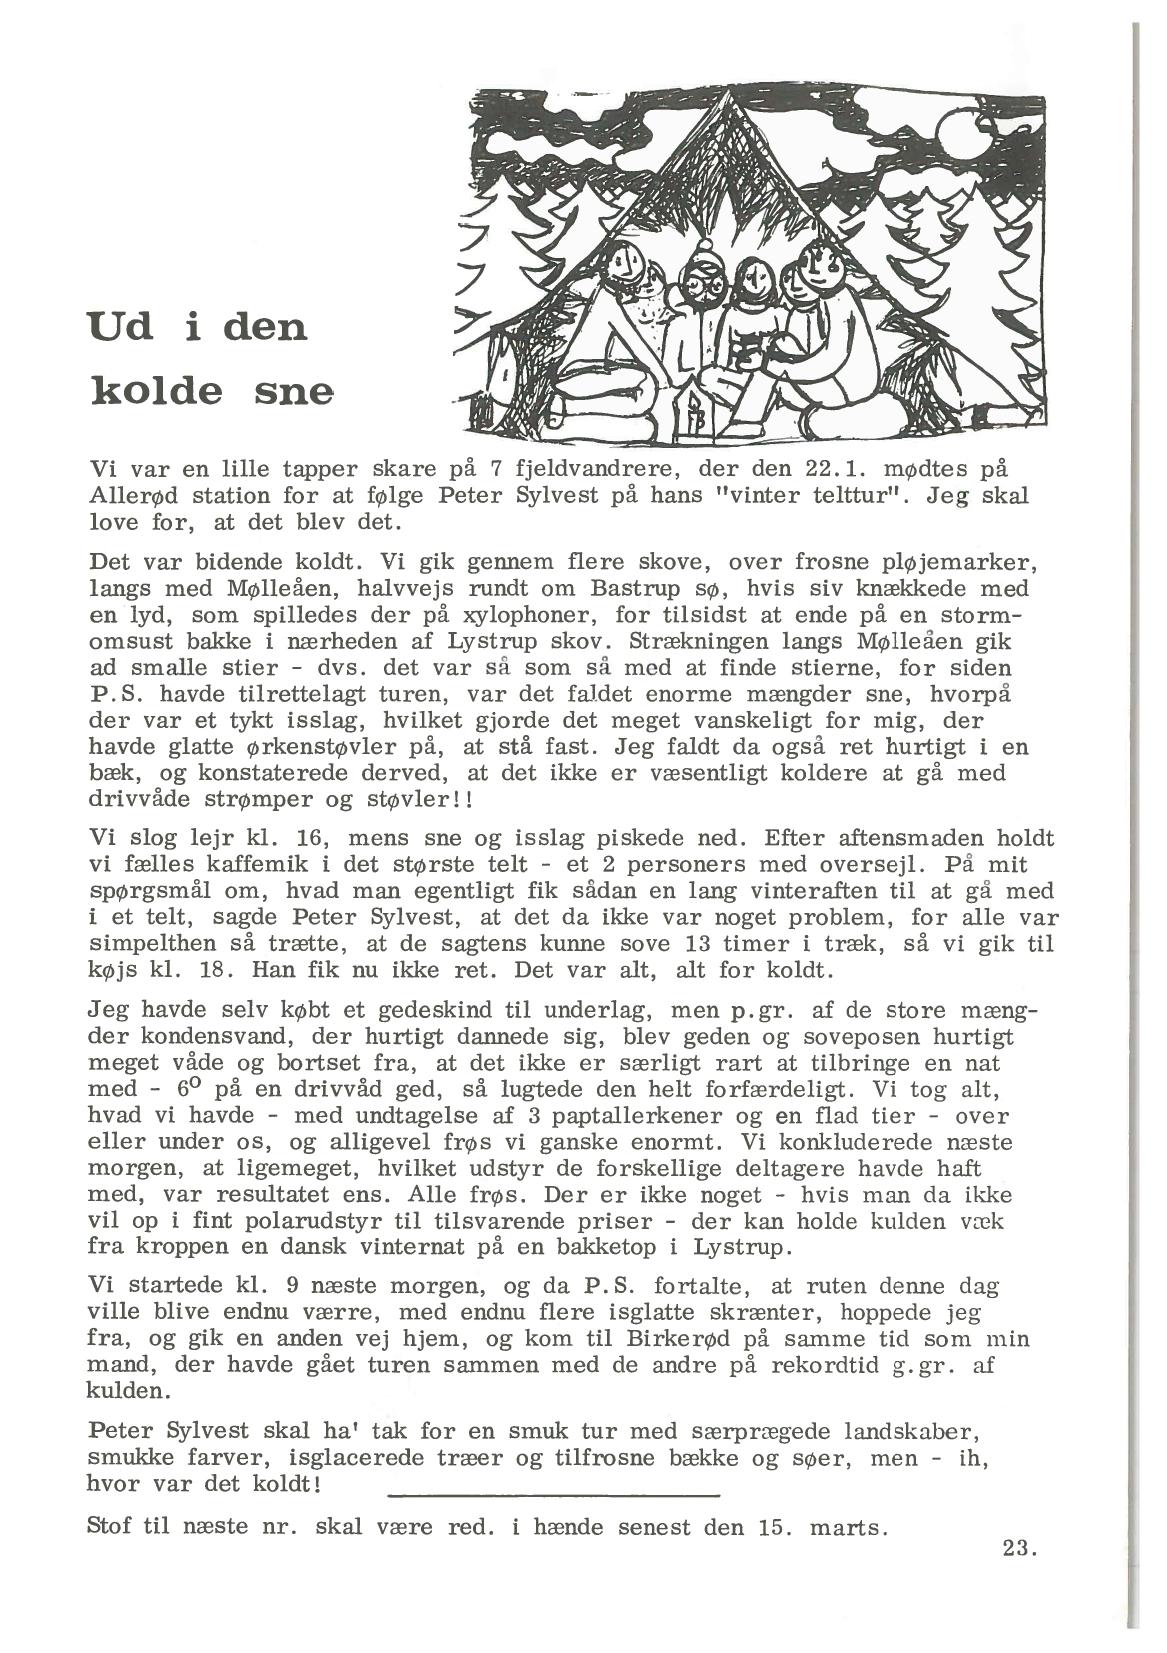 Ud i den
kolde sne
Vi var en lille tapper skare på 7 fjeldvandrere, der den 22.1. mødtes på
Allerød station for at følge Peter Sylvest på hans "vinter telttur". Jeg skal
love for, at det blev det.
Det var bidende koldt. Vi gik gennem flere skove, over frosne pløjemarker,
langs med Mølleåen, halvvejs rundt om Bastrup sø, hvis siv knækkede med
en lyd, som spilledes der på xylophoner, for tilsidst at ende på en storm-
omsust bakke i nærheden af Lystrup skov. Strækningen langs Mølleåen gik
ad smalle stier - dvs. det var så som så med at finde stierne, for siden
P.S. havde tilrettelagt turen, var det faldet enorme mængder sne, hvorpå
der var et tykt isslag, hvilket gjorde det meget vanskeligt for mig, der
havde glatte ørkenstøvler på, at stå fast. Jeg faldt da også ret hurtigt i en
bæk, og konstaterede derved, at det ikke er væsentligt koldere at gå med
drivvåde strømper og støvler!!
Vi slog lejr kl. 16, mens sne og isslag piskede ned. Efter aftensmaden holdt
vi fælles kaffemik i det største telt - et 2 personers med oversejl. På mit
spørgsmål om, hvad man egentligt fik sådan en lang vinteraften til at gå med
i et telt, sagde Peter Sylvest, at det da ikke var noget problem, for alle var
simpelthen så trætte, at de sagtens kunne sove 13 timer i træk, så vi gik til
køjs kl. 18. Han fik nu ikke ret. Det var alt, alt for koldt.
Jeg havde selv købt et gedeskind til underlag, men p.gr. af de store mæng-
der kondensvand, der hurtigt dannede sig, blev geden og soveposen hurtigt
meget våde og bortset fra, at det ikke er særligt rart at tilbringe en nat
med - 6⁰ på en drivvåd ged, så lugtede den helt forfærdeligt. Vi tog alt,
hvad vi havde - med undtagelse af 3 paptallerkener og en flad tier - over
eller under os, og alligevel frøs vi ganske enormt. Vi konkluderede næste
morgen, at ligemeget, hvilket udstyr de forskellige deltagere havde haft
med, var resultatet ens. Alle frøs. Der er ikke noget - hvis man da ikke
vil op i fint polarudstyr til tilsvarende priser - der kan holde kulden væk
fra kroppen en dansk vinternat på en bakketop i Lystrup.
Vi startede kl. 9 næste morgen, og da P.S. fortalte, at ruten denne dag
ville blive endnu værre, med endnu flere isglatte skrænter, hoppede jeg
fra, og gik en anden vej hjem, og kom til Birkerød på samme tid som min
mand, der havde gået turen sammen med de andre på rekordtid g.gr. af
kulden.
Peter Sylvest skal ha' tak for en smuk tur med særprægede landskaber,
smukke farver, isglacerede træer og tilfrosne bække og søer, men - ih,
hvor var det koldt!
Stof til næste nr. skal være red. i hænde senest den 15. marts.
23.